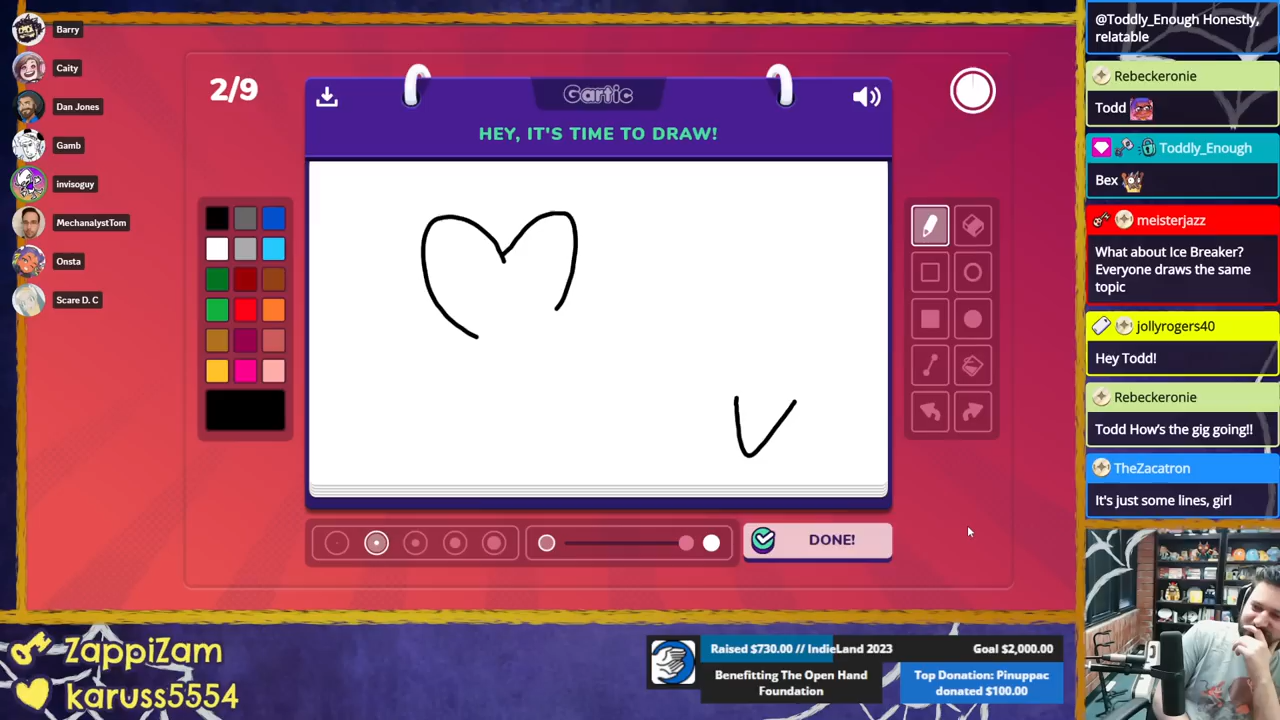 Barry
Caity
Dan Jones
Gamb
invisoguy
MechanalystTom
Onsta
Scare D. C
2/9
Gartic
HEY, IT'S TIME TO DRAW!
DONE!
@Toddly_Enough Honestly,
relatable
Rebeckeronie
Todd
Toddly_Enough
Bex
meisterjazz
What about Ice Breaker?
Everyone draws the same
topic
jollyrogers40
Hey Todd!
Rebeckeronie
Todd How's the gig going!!
TheZacatron
It's just some lines, girl
ZappiZam
karuss5554
Raised $730.00 // IndieLand 2023
Goal $2,000.00
Benefitting The Open Hand
Foundation
Top Donation: Pinuppac
donated $100.00